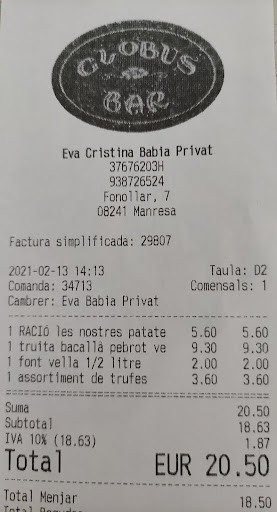 GLOBUS
BAR
Eva Cristina Babia Privat
37676203H
938726524
Fonollar, 7
08241 Manresa
Factura simplificada: 29807
2021-02-13 14:13 Taula: D2
Comanda: 34713 Comensals: 1
Cambrer: Eva Babia Privat
1 RACIÓ les nostres patate 5.60 5.60
1 truita bacallà pebrot ve 9.30 9.30
1 font vella 1/2 litre 2.00 2.00
1 assortiment de trufes 3.60 3.60
Suma 20.50
Subtotal 18.63
IVA 10% (18,63) 1.87
Total EUR 20.50
Total Menjar 18.50